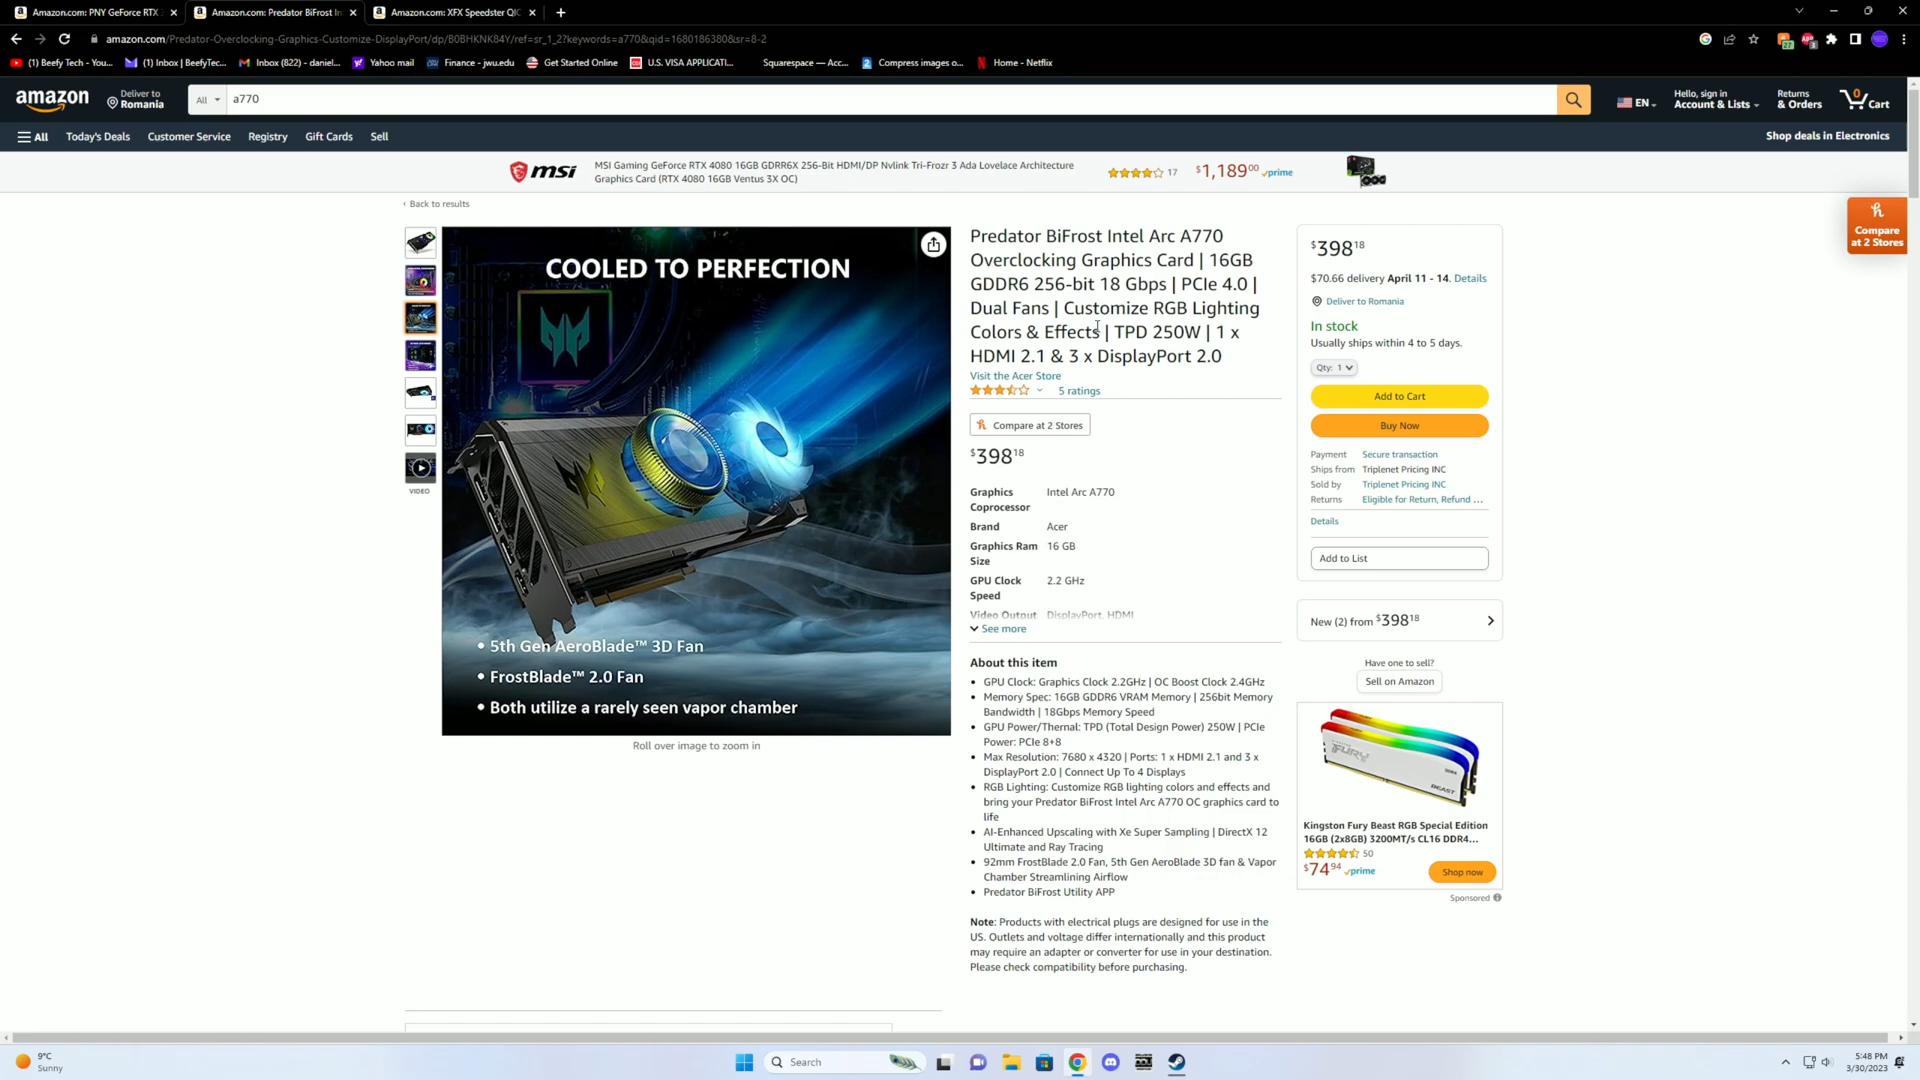 Amazon.com: PNY GeForce RTX
Amazon.com: Predator BiFrost In
Amazon.com: XFX Speedster QIC
amazon.com/Predator-Overclocking-Graphics-Customize-DisplayPort/dp/B0BHKNK84Y/ref=sr_1_2?keywords=a770&qid=1680186380&sr=8-2
(1) Beefy Tech - You...
(1) Inbox | BeefyTec...
Inbox (822) - daniel...
Yahoo mail
Finance - jwu.edu
Get Started Online
U.S. VISA APPLICATI...
Squarespace — Acc...
Compress images o...
Home - Netflix
amazon
Deliver to
Romania
All
a770
EN
Hello, sign in
Account & Lists
Returns
& Orders
0
Cart
All
Today's Deals
Customer Service
Registry
Gift Cards
Sell
Shop deals in Electronics
msi
MSI Gaming GeForce RTX 4080 16GB GDRR6X 256-Bit HDMI/DP Nvlink Tri-Frozr 3 Ada Lovelace Architecture
Graphics Card (RTX 4080 16GB Ventus 3X OC)
17
$1,18900 prime
Compare
at 2 Stores
‹ Back to results
COOLED TO PERFECTION
• 5th Gen AeroBlade™ 3D Fan
• FrostBlade™ 2.0 Fan
• Both utilize a rarely seen vapor chamber
VIDEO
Roll over image to zoom in
Predator BiFrost Intel Arc A770
Overclocking Graphics Card | 16GB
GDDR6 256-bit 18 Gbps | PCIe 4.0 |
Dual Fans | Customize RGB Lighting
Colors & Effects | TPD 250W | 1 x
HDMI 2.1 & 3 x DisplayPort 2.0
Visit the Acer Store
5 ratings
Compare at 2 Stores
$39818
Graphics Coprocessor Intel Arc A770
Brand Acer
Graphics Ram Size 16 GB
GPU Clock Speed 2.2 GHz
Video Output DisplayPort, HDMI
See more
About this item
• GPU Clock: Graphics Clock 2.2GHz | OC Boost Clock 2.4GHz
• Memory Spec: 16GB GDDR6 VRAM Memory | 256bit Memory
Bandwidth | 18Gbps Memory Speed
• GPU Power/Thernal: TPD (Total Design Power) 250W | PCIe
Power: PCIe 8+8
• Max Resolution: 7680 x 4320 | Ports: 1 x HDMI 2.1 and 3 x
DisplayPort 2.0 | Connect Up To 4 Displays
• RGB Lighting: Customize RGB lighting colors and effects and
bring your Predator BiFrost Intel Arc A770 OC graphics card to
life
• AI-Enhanced Upscaling with Xe Super Sampling | DirectX 12
Ultimate and Ray Tracing
• 92mm FrostBlade 2.0 Fan, 5th Gen AeroBlade 3D fan & Vapor
Chamber Streamlining Airflow
• Predator BiFrost Utility APP
Note: Products with electrical plugs are designed for use in the
US. Outlets and voltage differ internationally and this product
may require an adapter or converter for use in your destination.
Please check compatibility before purchasing.
$39818
$70.66 delivery April 11 - 14. Details
Deliver to Romania
In stock
Usually ships within 4 to 5 days.
Qty: 1
Add to Cart
Buy Now
Payment Secure transaction
Ships from Triplenet Pricing INC
Sold by Triplenet Pricing INC
Returns Eligible for Return, Refund ...
Details
Add to List
New (2) from $39818
Have one to sell?
Sell on Amazon
FURY
BEAST
Kingston Fury Beast RGB Special Edition
16GB (2x8GB) 3200MT/s CL16 DDR4...
50
$7494 prime
Shop now
Sponsored
9°C
Sunny
Search
5:48 PM
3/30/2023